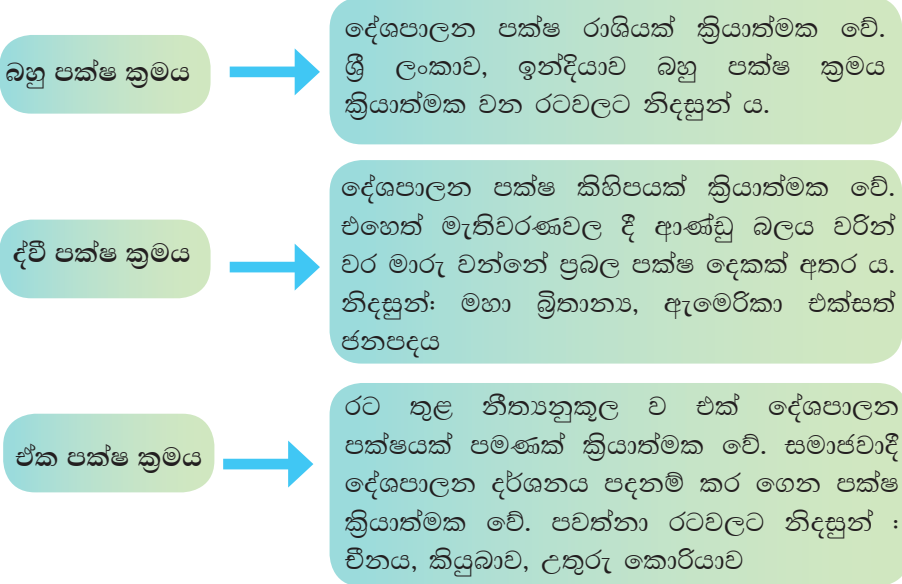 බහු පක්ෂ ක්‍රමය
දේශපාලන පක්ෂ රාශියක් ක්‍රියාත්මක වේ.
ශ්‍රී ලංකාව, ඉන්දියාව බහු පක්ෂ ක්‍රමය
ක්‍රියාත්මක වන රටවලට නිදසුන් ය.
ද්වී පක්ෂ ක්‍රමය
දේශපාලන පක්ෂ කිහිපයක් ක්‍රියාත්මක වේ.
එහෙත් මැතිවරණවල දී ආණ්ඩු බලය වරින්
වර මාරු වන්නේ ප්‍රබල පක්ෂ දෙකක් අතර ය.
නිදසුන්: මහා බ්‍රිතාන්‍ය, ඇමෙරිකා එක්සත්
ජනපදය
ඒක පක්ෂ ක්‍රමය
රට තුළ නීත්‍යනුකූල ව එක් දේශපාලන
පක්ෂයක් පමණක් ක්‍රියාත්මක වේ. සමාජවාදී
දේශපාලන දර්ශනය පදනම් කර ගෙන පක්ෂ
ක්‍රියාත්මක වේ. පවත්නා රටවලට නිදසුන් :
චීනය, කියුබාව, උතුරු කොරියාව